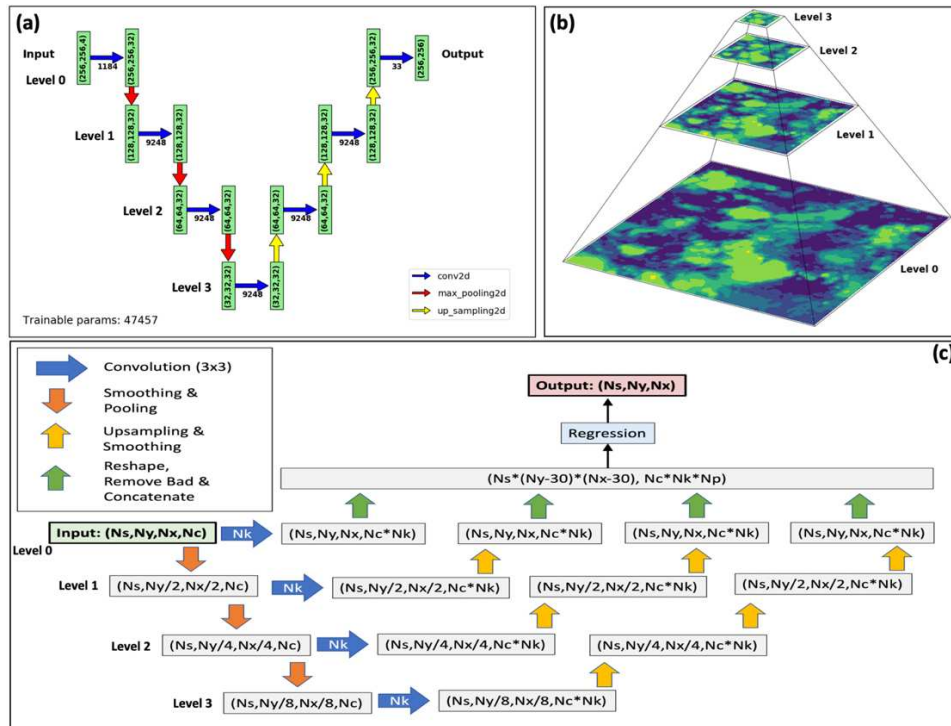 (a)
Input
Level 0
(256,256,4)
1184
(256,256,32)
(256,256,32)
33
(256,256)
Output
Level 1
(128,128,32)
9248
(128,128,32)
(128,128,32)
9248
(128,128,32)
Level 2
(64,64,32)
9248
(64,64,32)
(64,64,32)
9248
(64,64,32)
Level 3
(32,32,32)
9248
(32,32,32)
conv2d
max_pooling2d
up_sampling2d
Trainable params: 47457
(b)
Level 3
Level 2
Level 1
Level 0
(c)
Convolution (3x3)
Smoothing &
Pooling
Upsampling &
Smoothing
Reshape,
Remove Bad &
Concatenate
Output: (Ns,Ny,Nx)
Regression
(Ns*(Ny-30)*(Nx-30), Nc*Nk*Np)
Input: (Ns,Ny,Nx,Nc)
Nk
(Ns,Ny,Nx,Nc*Nk)
(Ns,Ny,Nx,Nc*Nk)
(Ns,Ny,Nx,Nc*Nk)
(Ns,Ny,Nx,Nc*Nk)
Level 0
Level 1
(Ns,Ny/2,Nx/2,Nc)
Nk
(Ns,Ny/2,Nx/2,Nc*Nk)
(Ns,Ny/2,Nx/2,Nc*Nk)
(Ns,Ny/2,Nx/2,Nc*Nk)
Level 2
(Ns,Ny/4,Nx/4,Nc)
Nk
(Ns,Ny/4,Nx/4,Nc*Nk)
(Ns,Ny/4,Nx/4,Nc*Nk)
Level 3
(Ns,Ny/8,Nx/8,Nc)
Nk
(Ns,Ny/8,Nx/8,Nc*Nk)